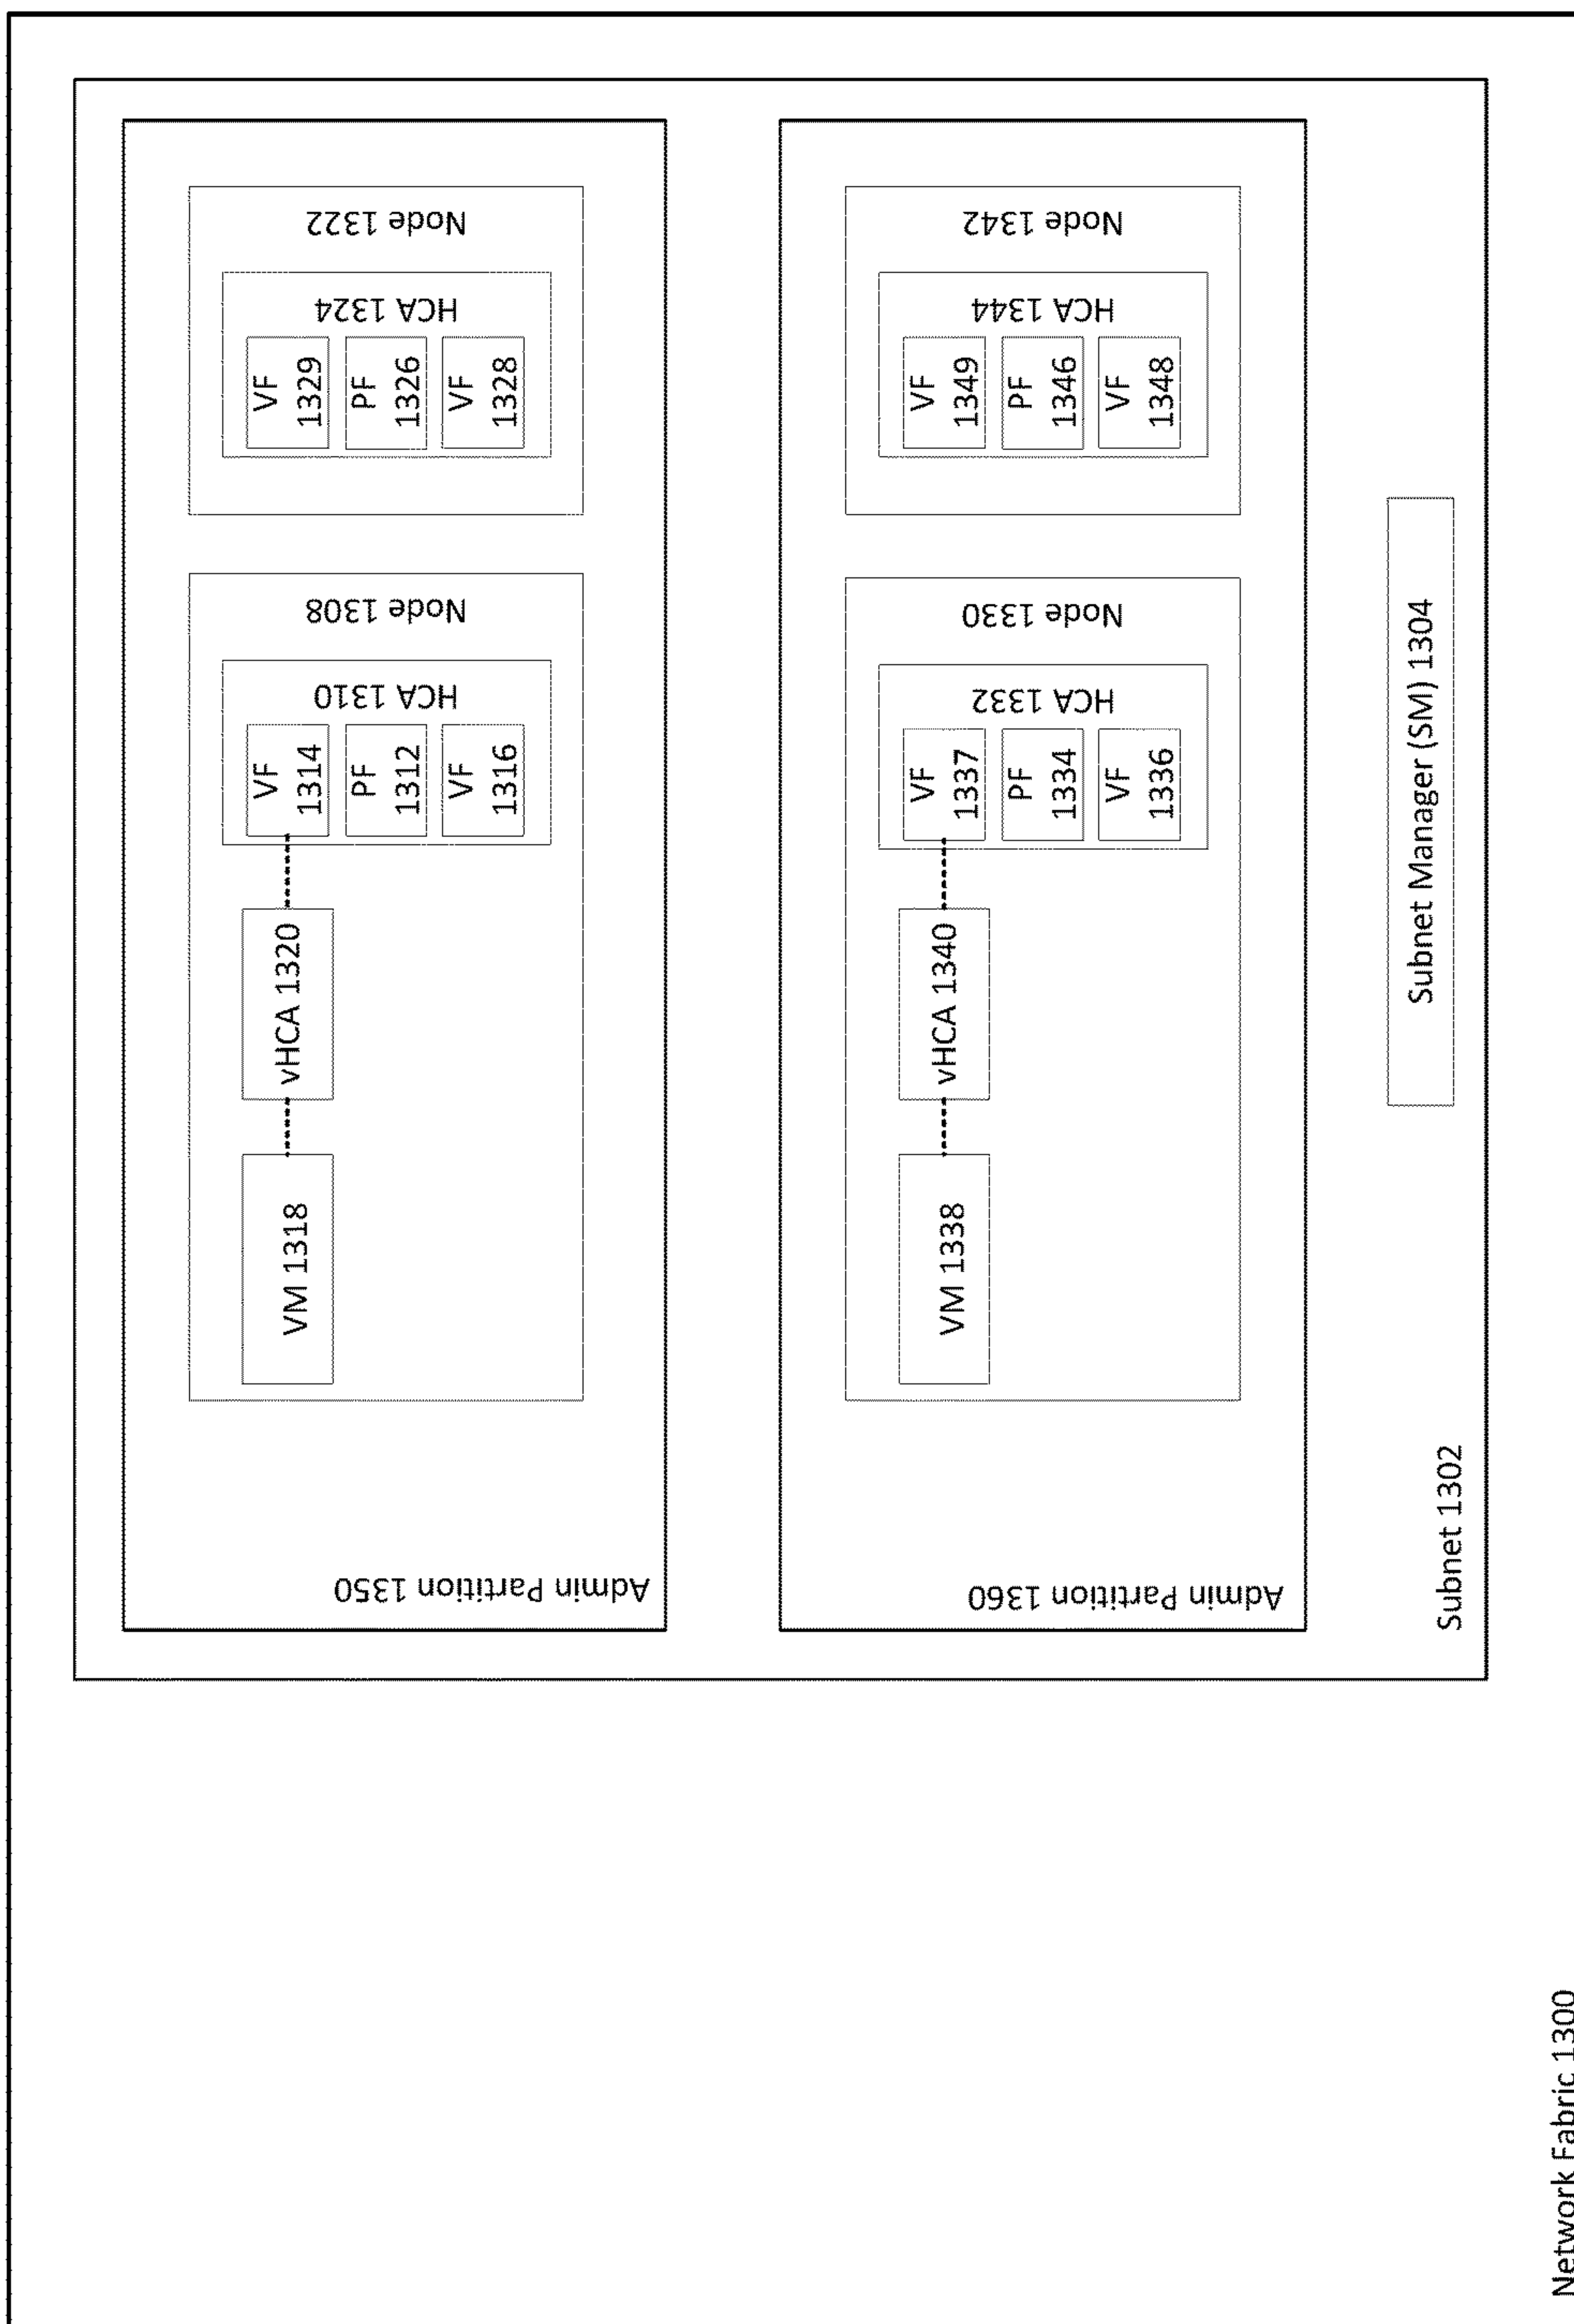 Admin Partition 1350
Node 1308
VM 1318
vHCA 1320
HCA 1310
VF
1314
PF
1312
VF
1316
Node 1322
HCA 1324
VF
1329
PF
1326
VF
1328
Admin Partition 1360
Node 1330
VM 1338
vHCA 1340
HCA 1332
VF
1337
PF
1334
VF
1336
Node 1342
HCA 1344
VF
1349
PF
1346
VF
1348
Subnet Manager (SM) 1304
Subnet 1302
Network Fabric 1300